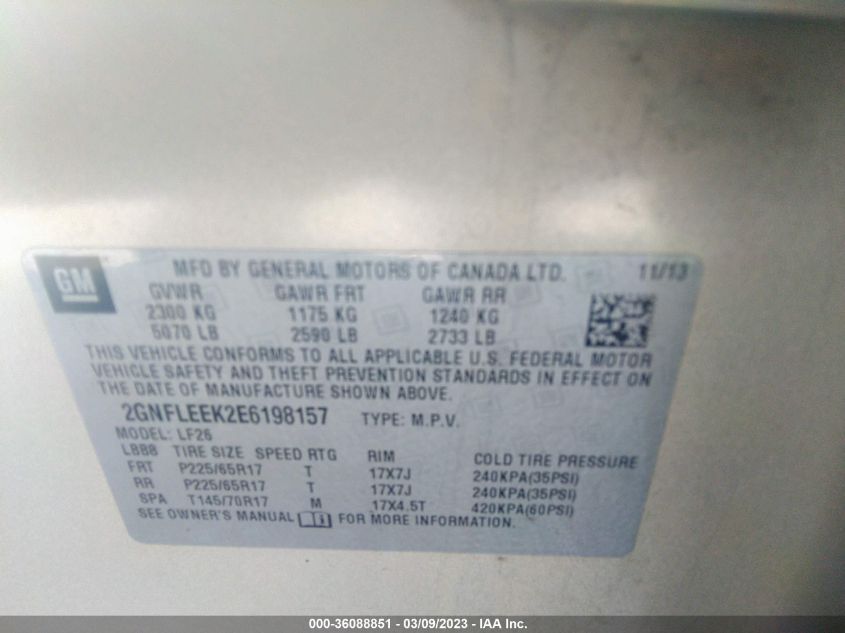 GM
MFD BY GENERAL MOTORS OF CANADA LTD. 11/13
GVWR GAWR FRT GAWR RR
2300 KG 1175 KG 1240 KG
5070 LB 2590 LB 2733 LB
THIS VEHICLE CONFORMS TO ALL APPLICABLE U.S. FEDERAL MOTOR
VEHICLE SAFETY AND THEFT PREVENTION STANDARDS IN EFFECT ON
THE DATE OF MANUFACTURE SHOWN ABOVE.
2GNFLEEK2E6198157 TYPE: M.P.V.
MODEL: LF26
LBB8 TIRE SIZE SPEED RTG RIM COLD TIRE PRESSURE
FRT P225/65R17 T 17X7J 240KPA(35PSI)
RR P225/65R17 T 17X7J 240KPA(35PSI)
SPA T145/70R17 M 17X4.5T 420KPA(60PSI)
SEE OWNER'S MANUAL FOR MORE INFORMATION.
000-36088851 - 03/09/2023 - IAA Inc.